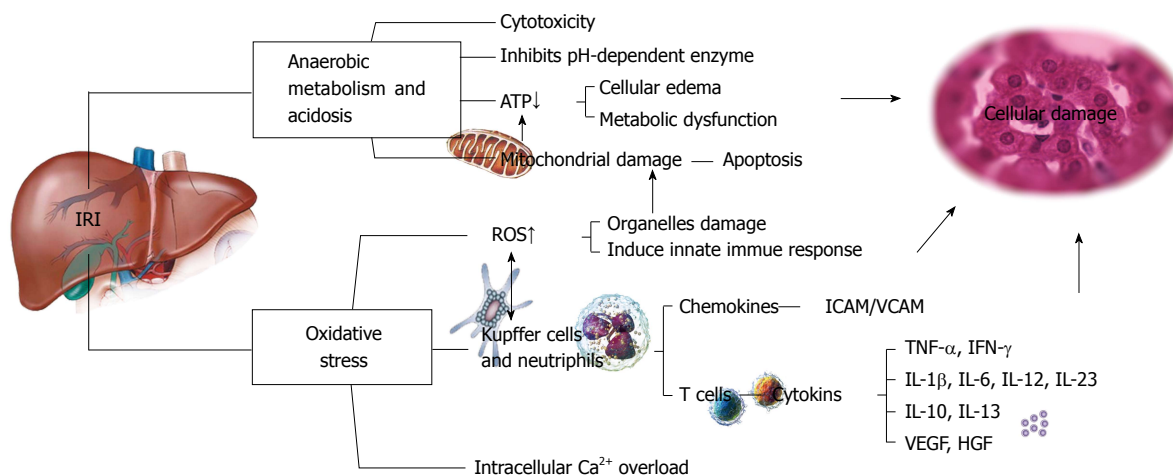 Cytotoxicity
Anaerobic
metabolism and
acidosis
Inhibits pH-dependent enzyme
ATP↓
Cellular edema
Metabolic dysfunction
Cellular damage
Mitochondrial damage
Apoptosis
IRI
ROS↑
Organelles damage
Induce innate immue response
Oxidative
stress
Kupffer cells
and neutriphils
Chemokines
ICAM/VCAM
T cells
Cytokins
TNF-α, IFN-γ
IL-1β, IL-6, IL-12, IL-23
IL-10, IL-13
VEGF, HGF
Intracellular Ca²⁺ overload